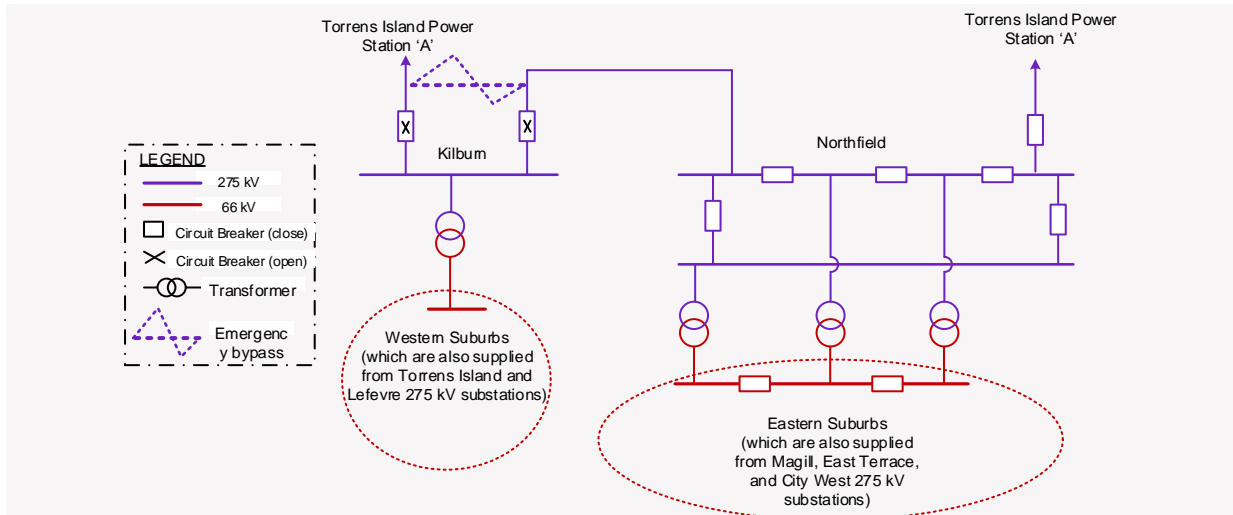 Torrens Island Power
Station ‘A’
Torrens Island Power
Station ‘A’
Kilburn
Northfield
LEGEND
275 kV
66 kV
Circuit Breaker (close)
Circuit Breaker (open)
Transformer
Emergenc
y bypass
Western Suburbs
(which are also supplied
from Torrens Island and
Lefevre 275 kV substations)
Eastern Suburbs
(which are also supplied
from Magill, East Terrace,
and City West 275 kV
substations)